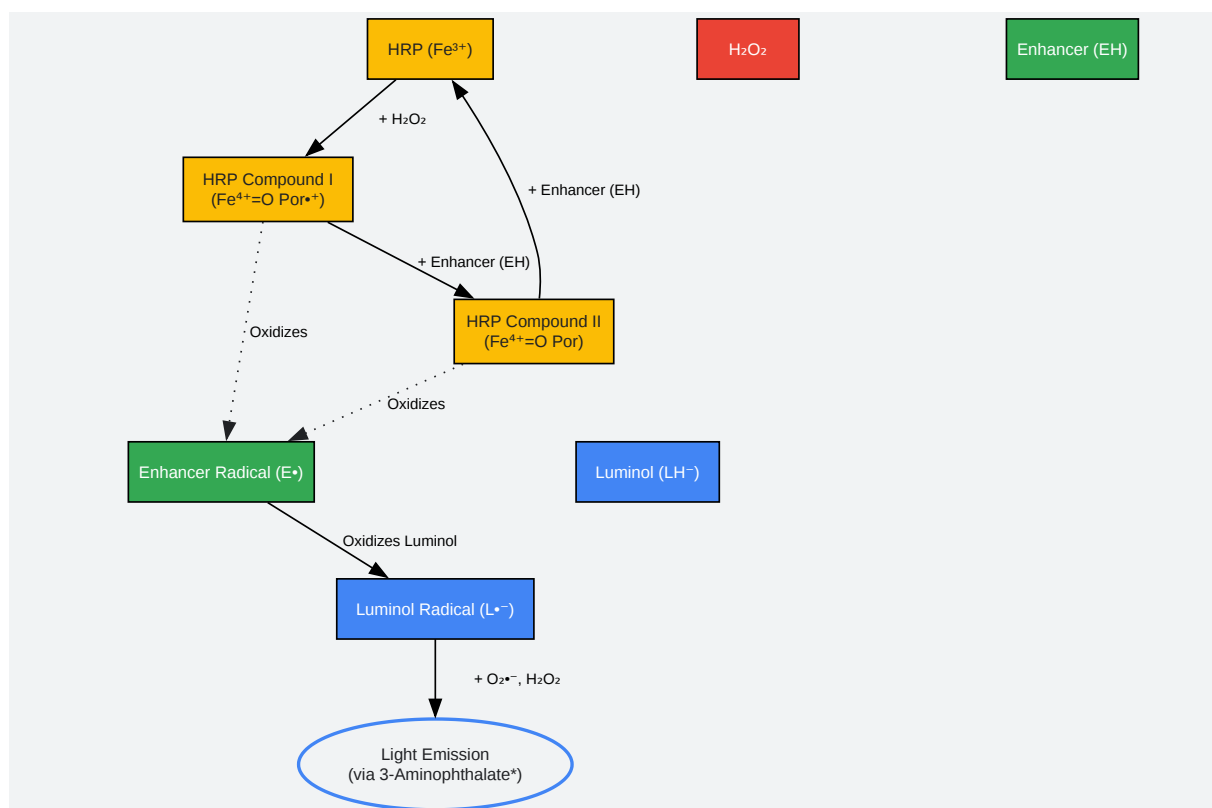 HRP (Fe³⁺)
H₂O₂
Enhancer (EH)
+ H₂O₂
HRP Compound I
(Fe⁴⁺=O Por•⁺)
+ Enhancer (EH)
+ Enhancer (EH)
HRP Compound II
(Fe⁴⁺=O Por)
Oxidizes
Oxidizes
Enhancer Radical (E•)
Luminol (LH⁻)
Oxidizes Luminol
Luminol Radical (L•⁻)
+ O₂•⁻, H₂O₂
Light Emission
(via 3-Aminophthalate*)